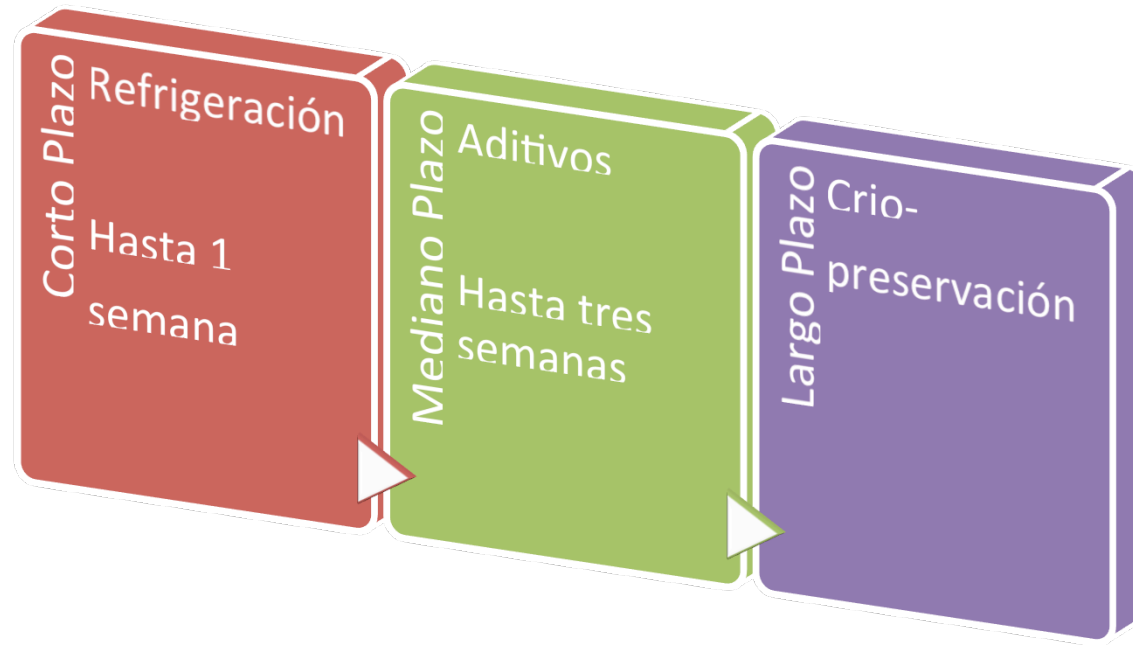 Corto Plazo
Refrigeración
Hasta 1
semana
Mediano Plazo
Aditivos
Hasta tres
semanas
Largo Plazo
Crio-
preservación